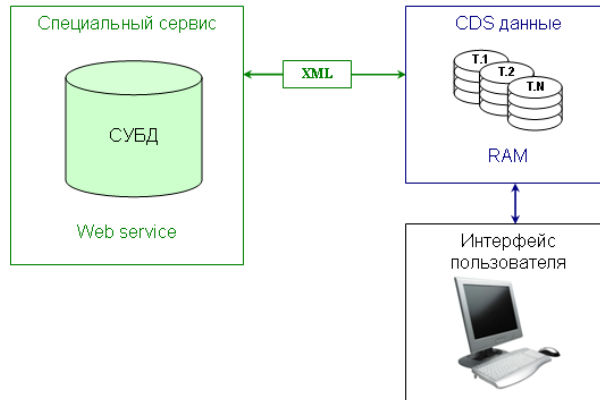 Специальный сервис
СУБД
Web service
XML
CDS данные
T.1
T.2
T.N
RAM
Интерфейс
пользователя